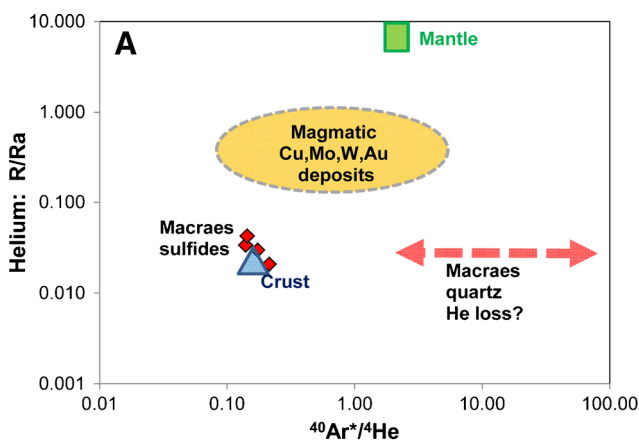 A
Mantle
Magmatic
Cu,Mo,W,Au
deposits
Macraes
sulfides
Crust
Macraes
quartz
He loss?
Helium: R/Ra
10.000
1.000
0.100
0.010
0.001
0.01
0.10
1.00
10.00
100.00
⁴⁰Ar*/⁴He